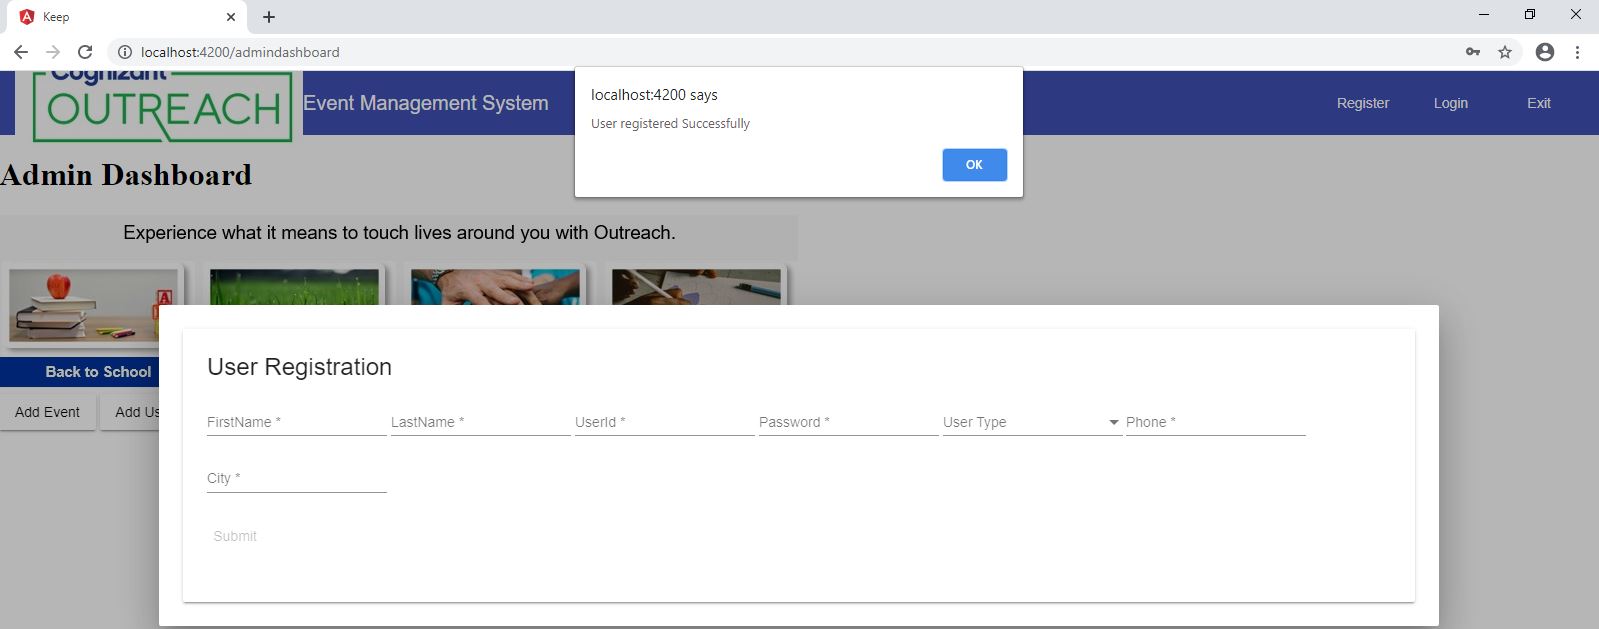 Keep
localhost:4200/admindashboard
Cognizant
OUTREACH
Event Management System
Register
Login
Exit
localhost:4200 says
User registered Successfully
OK
Admin Dashboard
Experience what it means to touch lives around you with Outreach.
A
Back to School
Add Event
Add Us
User Registration
FirstName *
LastName *
UserId *
Password *
User Type
Phone *
City *
Submit